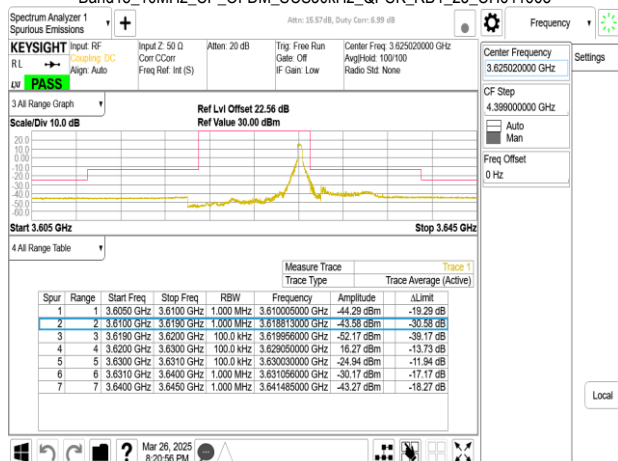 Spectrum Analyzer 1
Spurious Emissions
Attn: 15.57dB, Duty Corr: 6.99 dB
Frequency
KEYSIGHT
RL
LXI
PASS
Input: RF
Coupling: DC
Align: Auto
Input Z: 50 Ω
Corr CCorr
Freq Ref: Int (S)
Atten: 20 dB
Trig: Free Run
Gate: Off
IF Gain: Low
Center Freq: 3.625020000 GHz
Avg|Hold: 100/100
Radio Std: None
Center Frequency
3.625020000 GHz
Settings
CF Step
4.399000000 GHz
Auto
Man
Freq Offset
0 Hz
3 All Range Graph
Scale/Div 10.0 dB
Ref Lvl Offset 22.56 dB
Ref Value 30.00 dBm
20.0
10.0
0.00
-10.0
-20.0
-30.0
-40.0
-50.0
-60.0
Start 3.605 GHz
Stop 3.645 GHz
4 All Range Table
Measure Trace Trace 1
Trace Type Trace Average (Active)
Spur Range Start Freq Stop Freq RBW Frequency Amplitude ΔLimit
1 1 3.6050 GHz 3.6100 GHz 1.000 MHz 3.610005000 GHz -44.29 dBm -19.29 dB
2 2 3.6100 GHz 3.6190 GHz 1.000 MHz 3.618813000 GHz -43.58 dBm -30.58 dB
3 3 3.6190 GHz 3.6200 GHz 100.0 kHz 3.619956000 GHz -52.17 dBm -39.17 dB
4 4 3.6200 GHz 3.6300 GHz 100.0 kHz 3.629050000 GHz 16.27 dBm -13.73 dB
5 5 3.6300 GHz 3.6310 GHz 100.0 kHz 3.630030000 GHz -24.94 dBm -11.94 dB
6 6 3.6310 GHz 3.6400 GHz 1.000 MHz 3.631056000 GHz -30.17 dBm -17.17 dB
7 7 3.6400 GHz 3.6450 GHz 1.000 MHz 3.641485000 GHz -43.27 dBm -18.27 dB
Local
Mar 26, 2025
8:20:56 PM